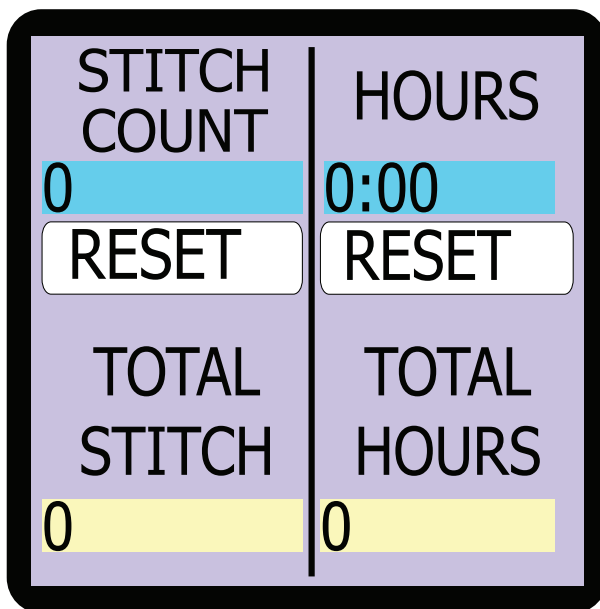 STITCH
COUNT
0
RESET
TOTAL
STITCH
0
HOURS
0:00
RESET
TOTAL
HOURS
0